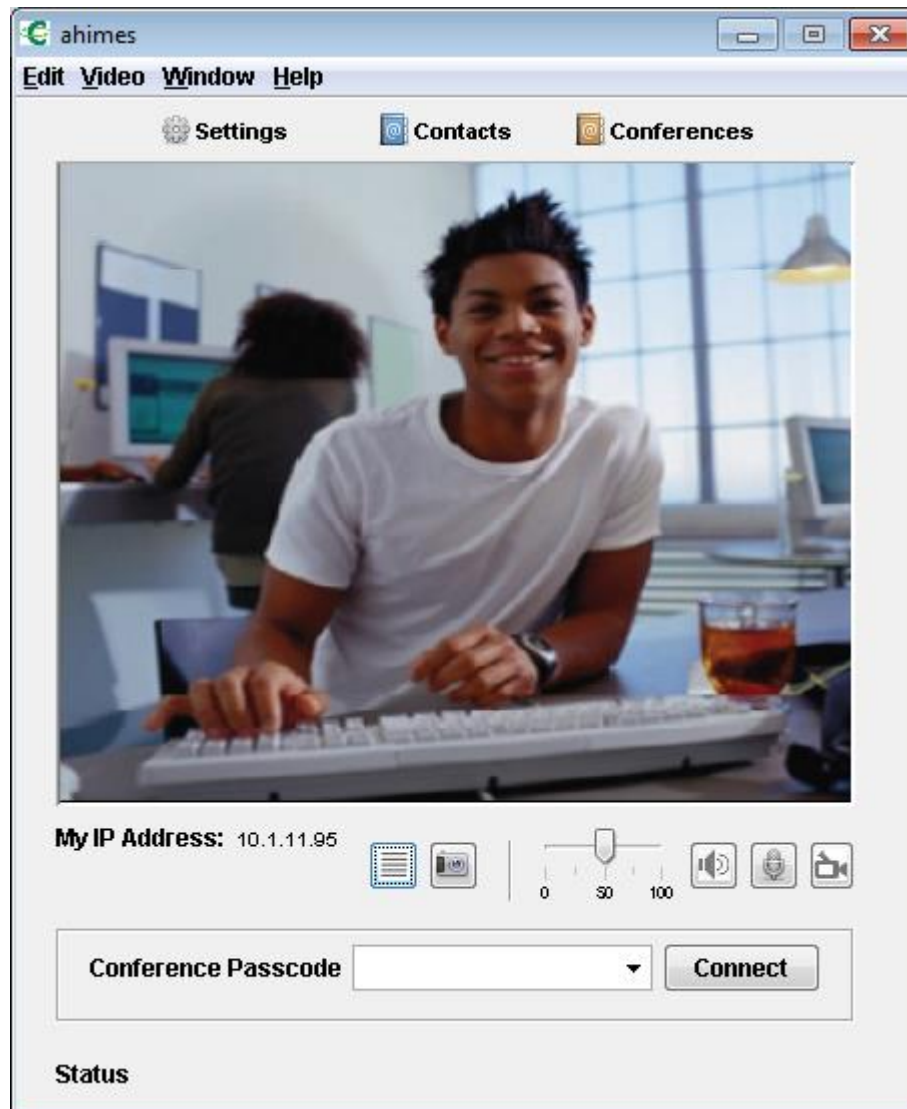 ahimes
Edit Video Window Help
Settings Contacts Conferences
My IP Address: 10.1.11.95
0 50 100
Conference Passcode Connect
Status